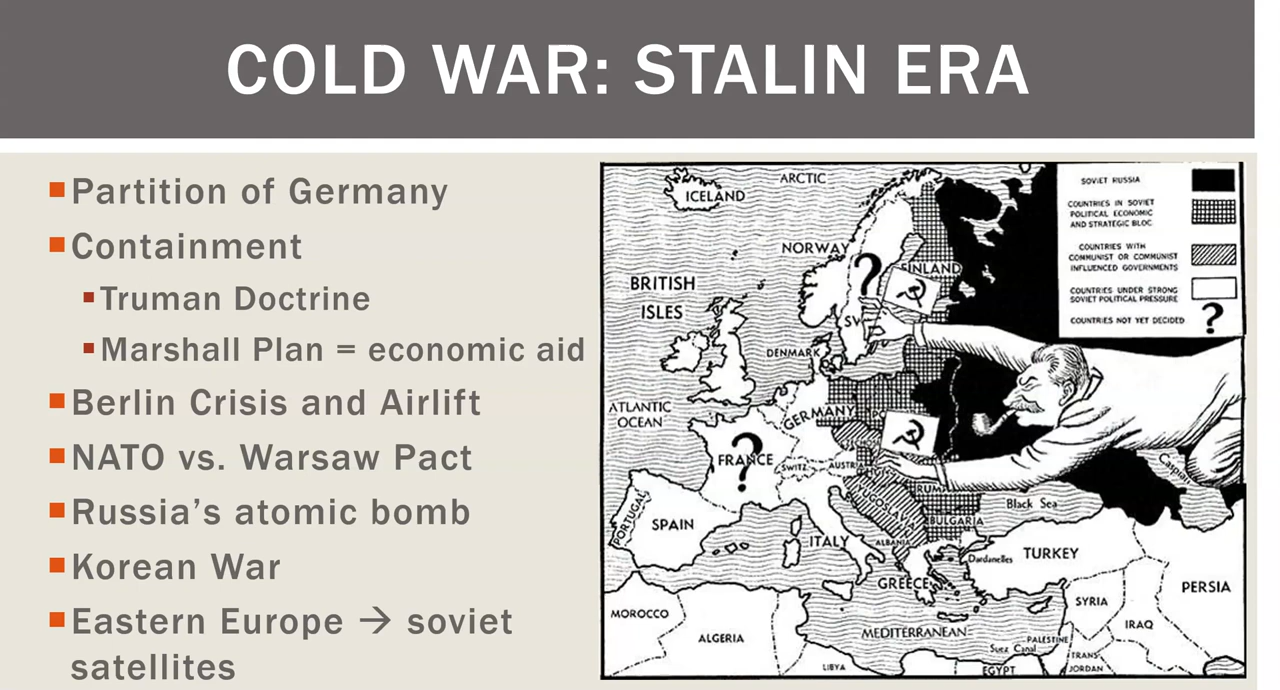 COLD WAR: STALIN ERA
Partition of Germany
Containment
Truman Doctrine
Marshall Plan = economic aid
Berlin Crisis and Airlift
NATO vs. Warsaw Pact
Russia's atomic bomb
Korean War
Eastern Europe → soviet
satellites
ARCTIC
ICELAND
NORWAY
FINLAND
BRITISH
ISLES
?
SW
DENMARK
ATLANTIC
OCEAN
GERMANY
PO
?
FRANCE
SWITZ.
AUSTRIA
RUM
YUGOSLAVIA
BULGARIA
Black Sea
Caspian
PORTUGAL
SPAIN
ITALY
ALBANIA
Dardanelles
TURKEY
GREECE
PERSIA
SYRIA
IRAQ
MOROCCO
ALGERIA
MEDITERRANEAN
PALESTINE
Suez Canal
TRANS
JORDAN
LIBYA
EGYPT
SOVIET RUSSIA
COUNTRIES IN SOVIET
POLITICAL ECONOMIC
AND STRATEGIC BLOC
COUNTRIES WITH
COMMUNIST OR COMMUNIST
INFLUENCED GOVERNMENTS
COUNTRIES UNDER STRONG
SOVIET POLITICAL PRESSURE
COUNTRIES NOT YET DECIDED ?